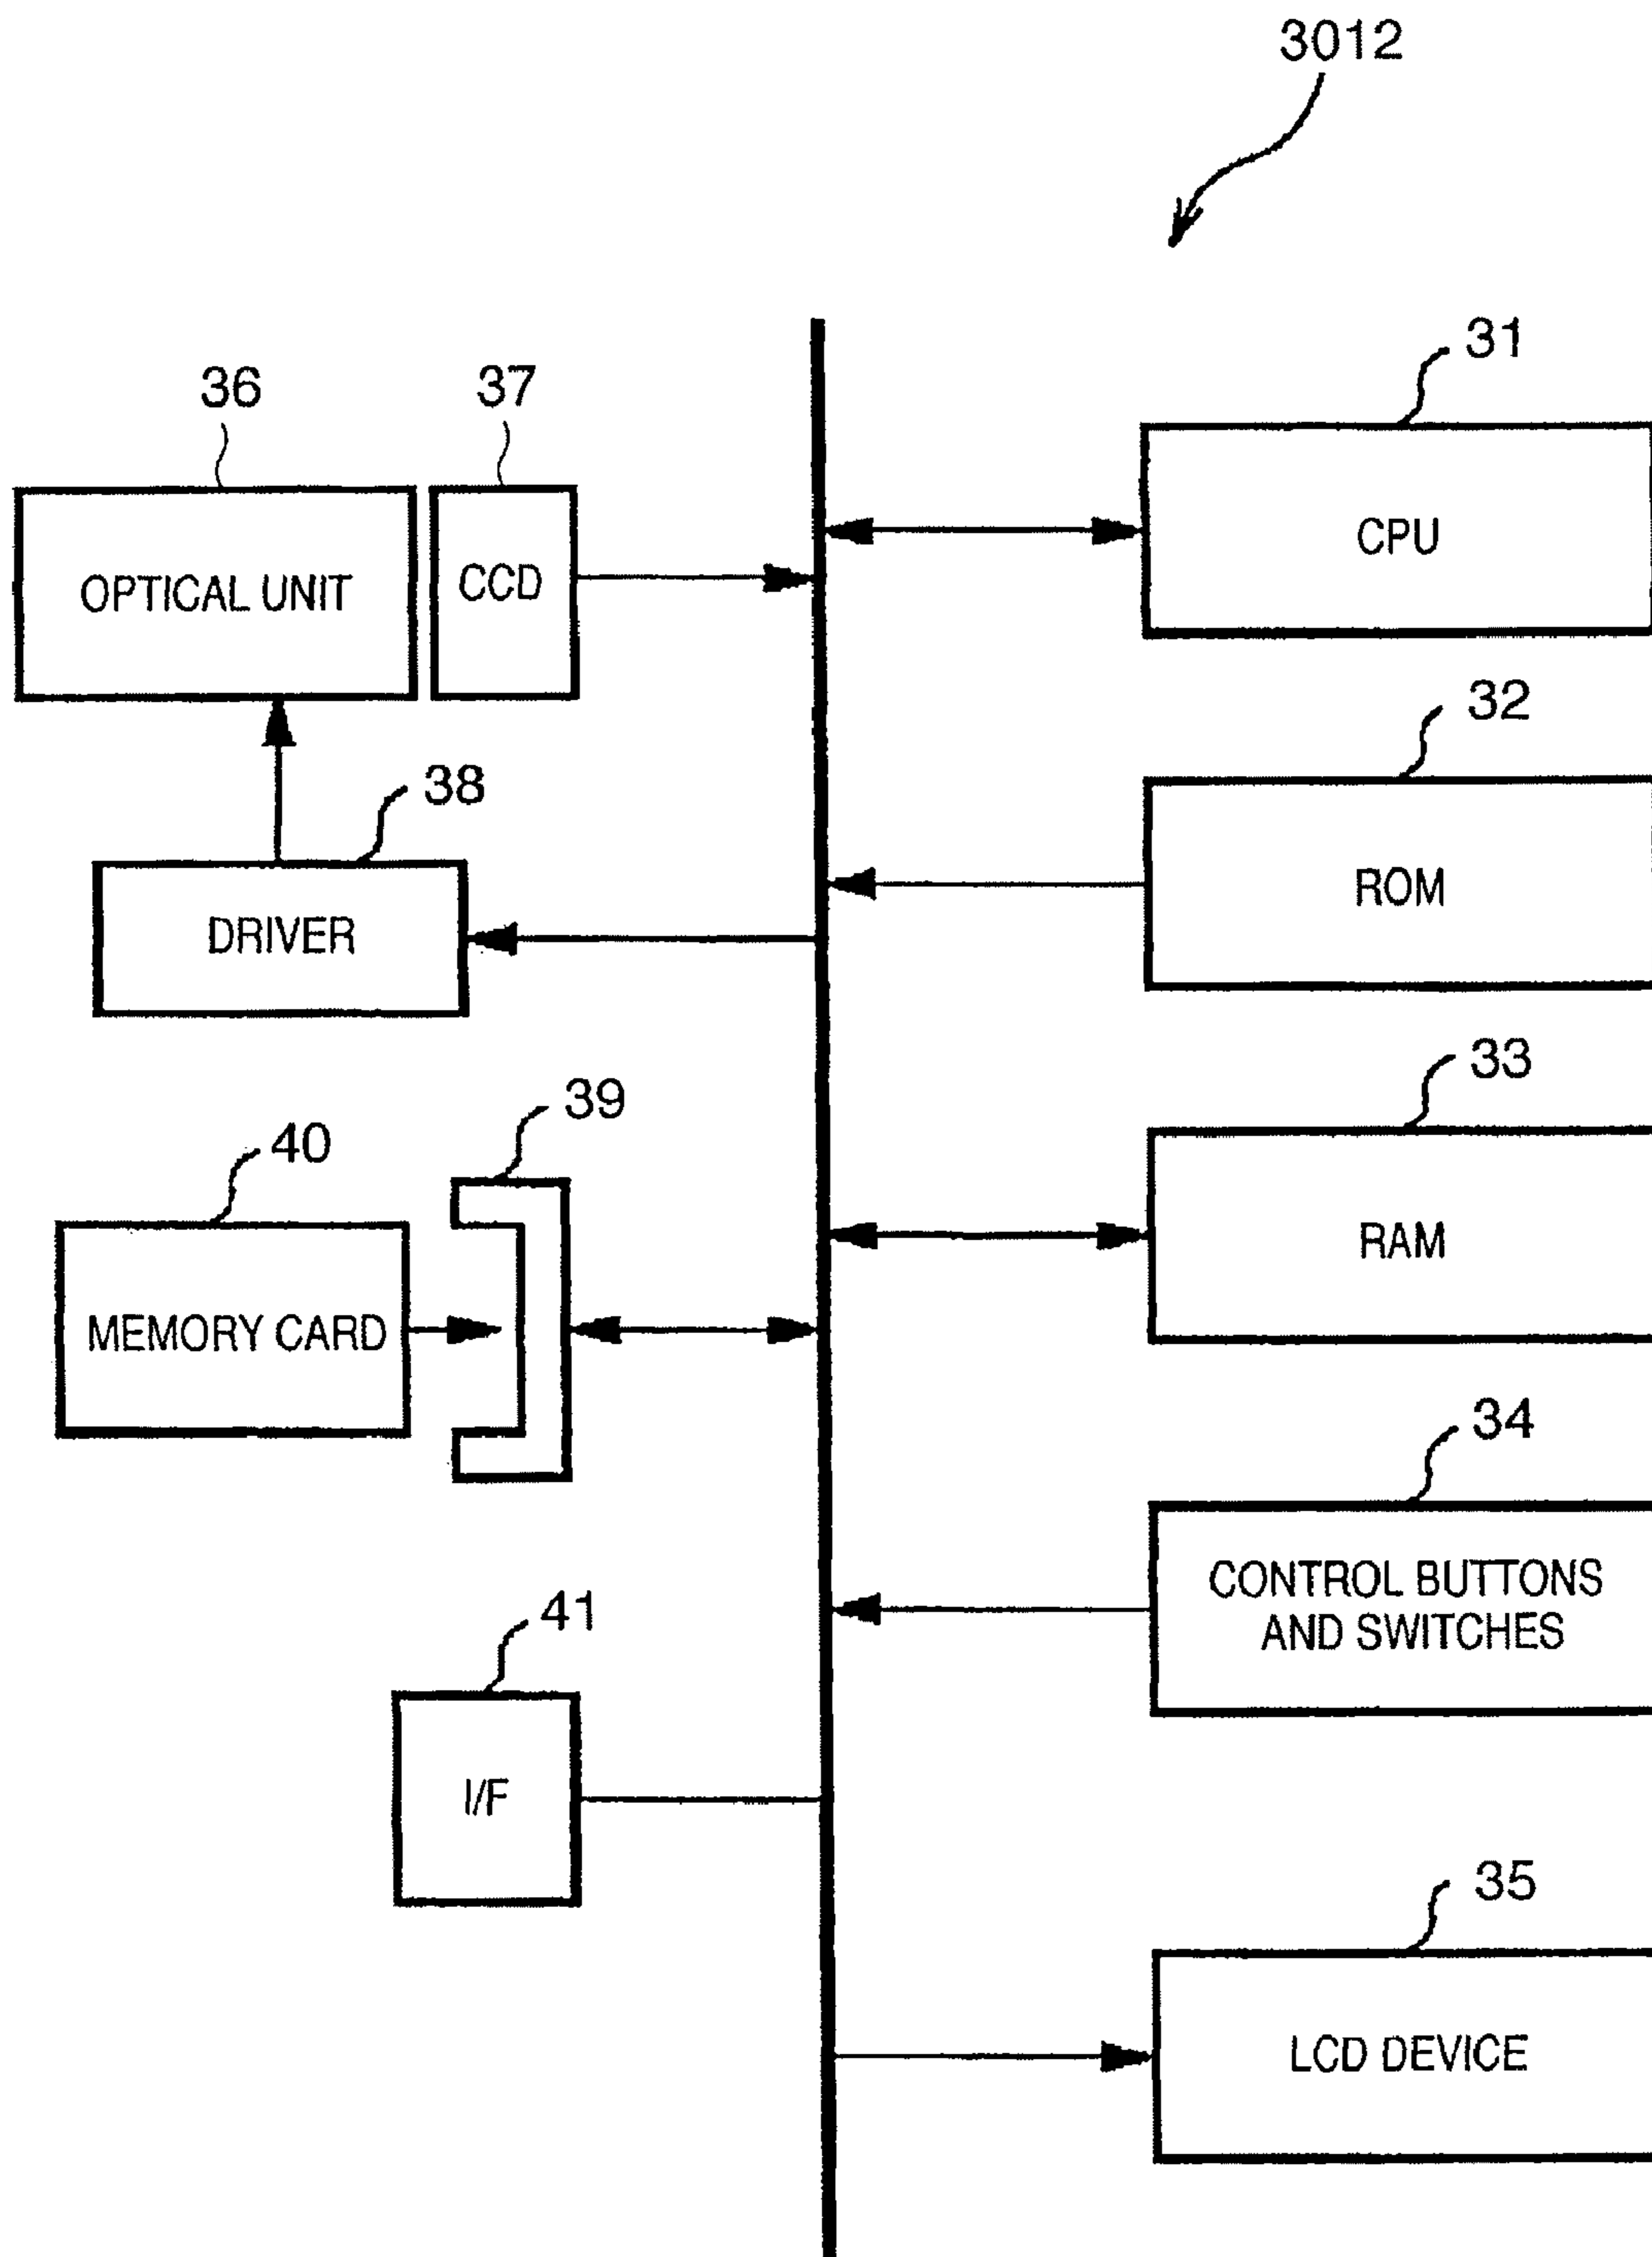 3012
31
36
37
CPU
OPTICAL UNIT
CCD
32
38
ROM
DRIVER
33
39
40
RAM
MEMORY CARD
34
CONTROL BUTTONS
AND SWITCHES
41
I/F
35
LCD DEVICE